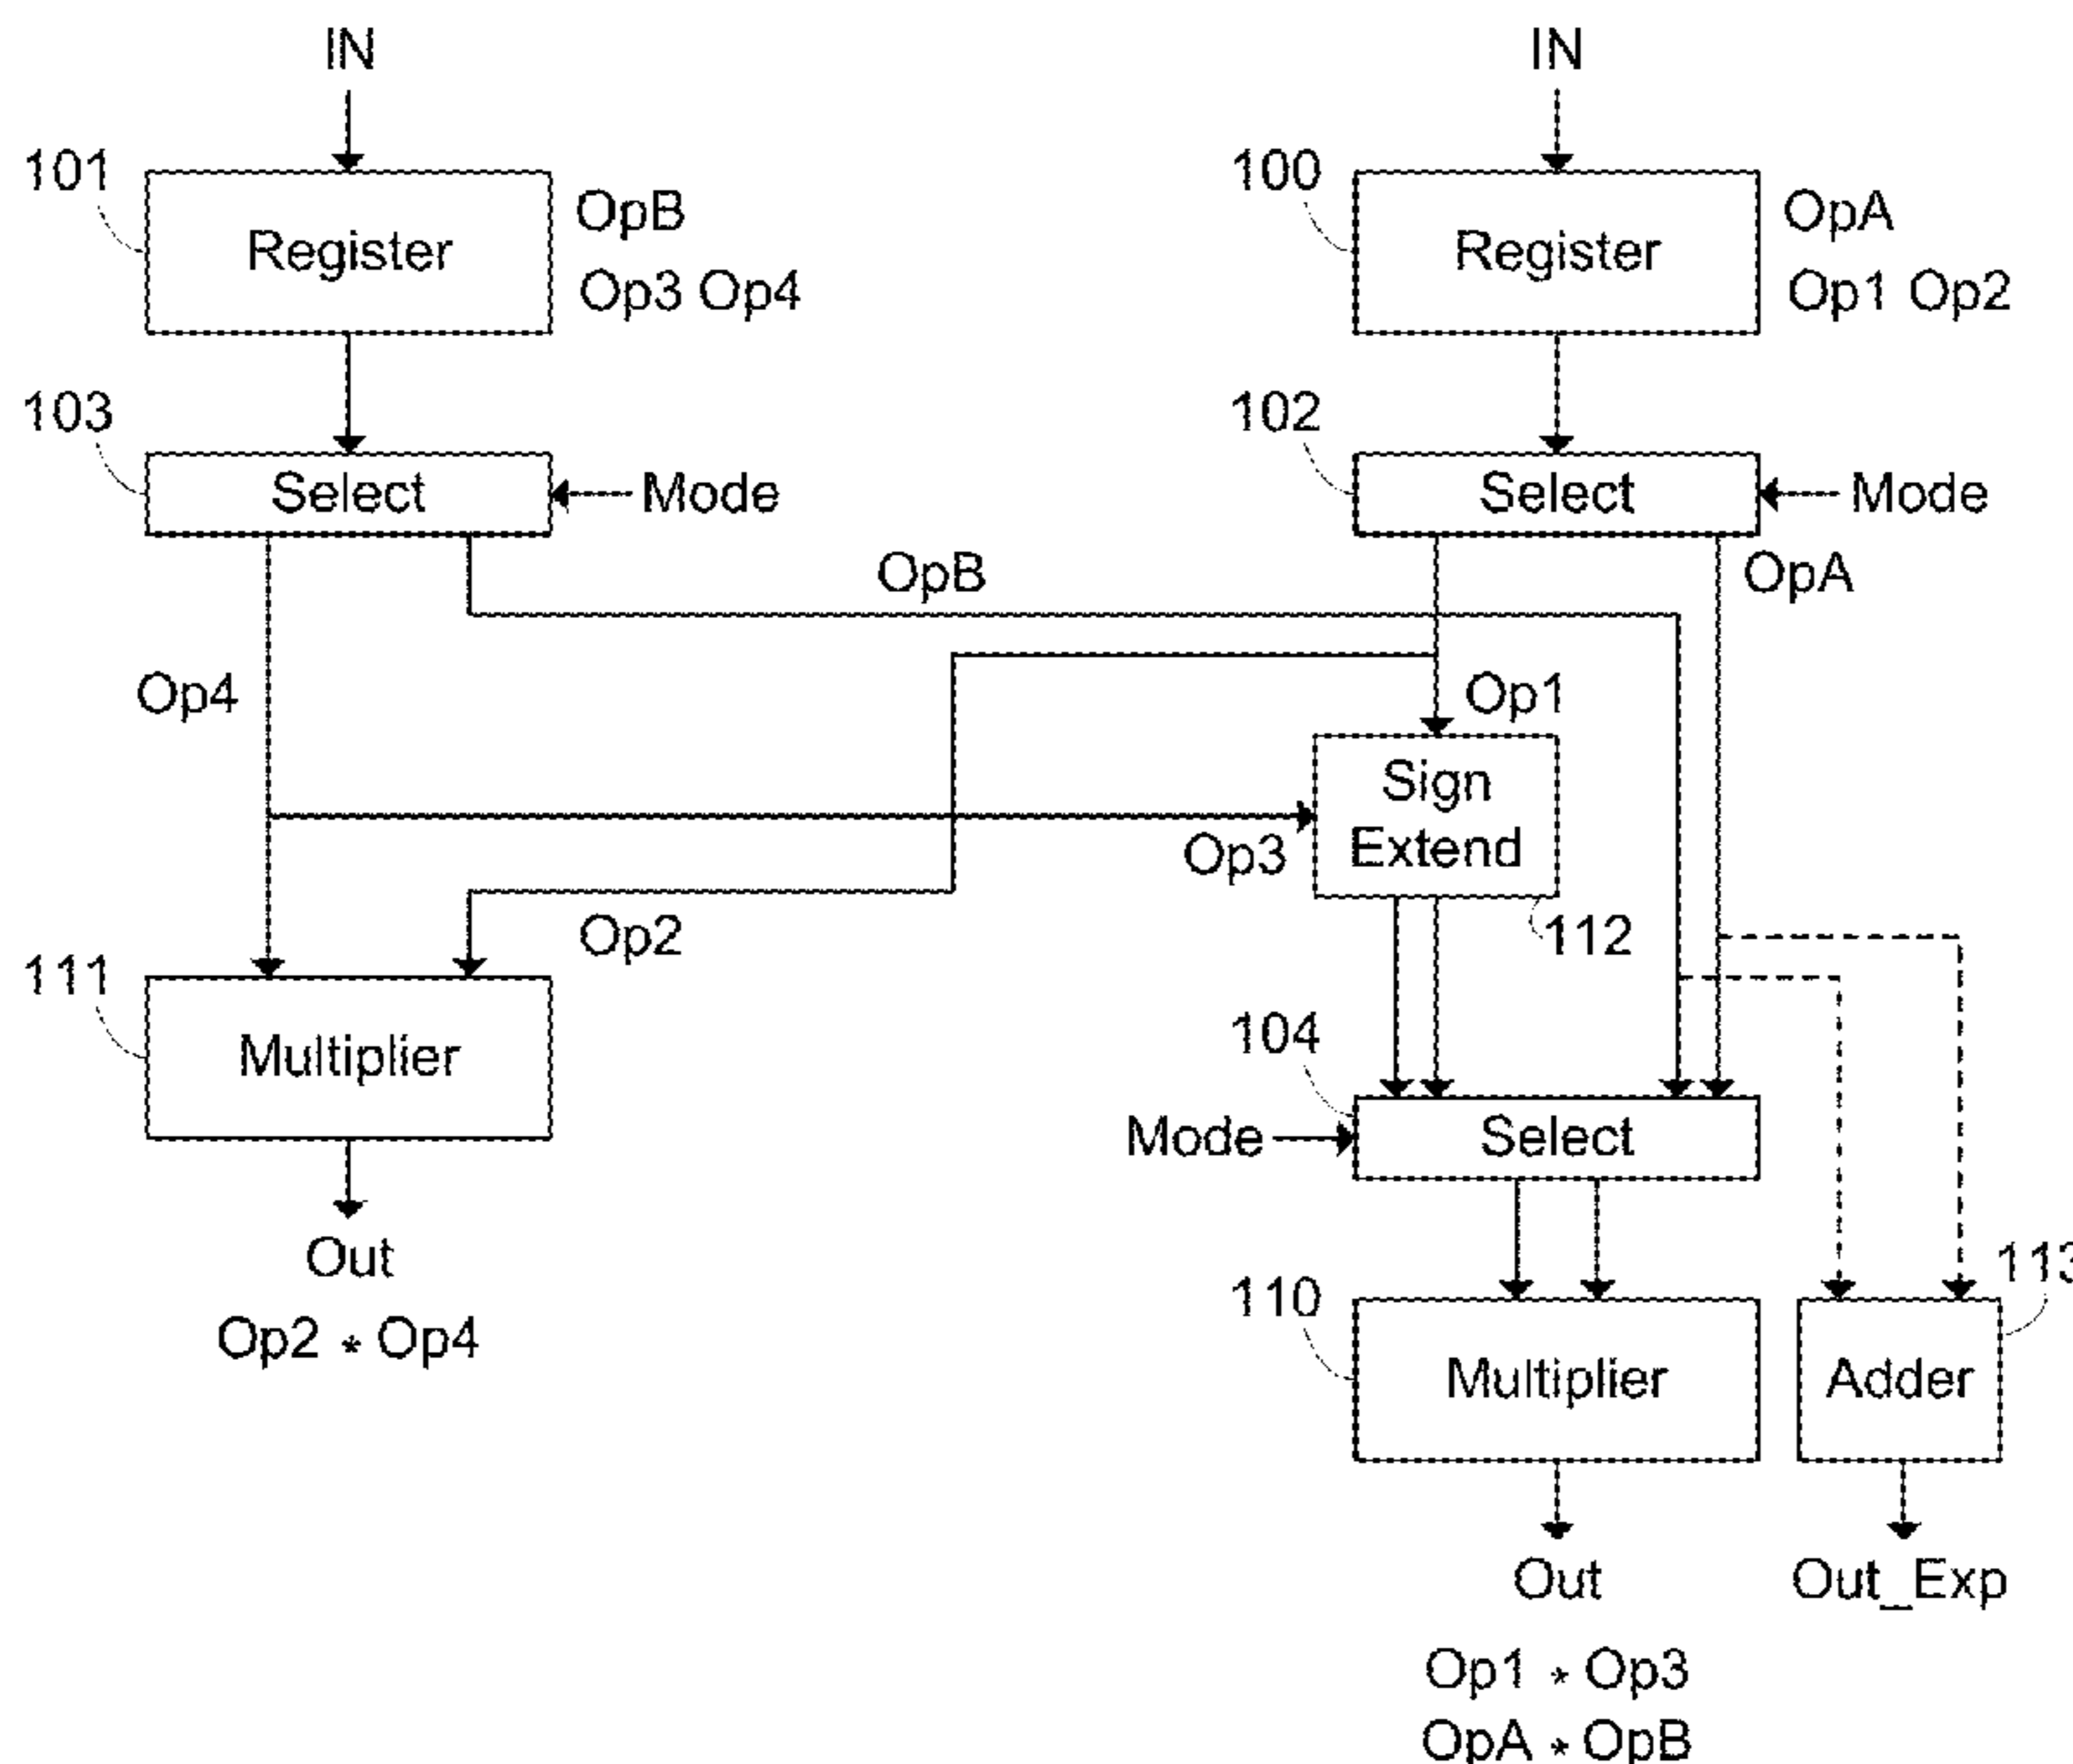 IN
IN
101
Register
OpB
Op3 Op4
100
Register
OpA
Op1 Op2
103
Select
Mode
102
Select
Mode
OpB
OpA
Op4
Op1
Sign
Extend
Op3
Op2
112
111
Multiplier
104
Mode
Select
Out
Op2 * Op4
110
Multiplier
113
Adder
Out
Out_Exp
Op1 * Op3
OpA * OpB